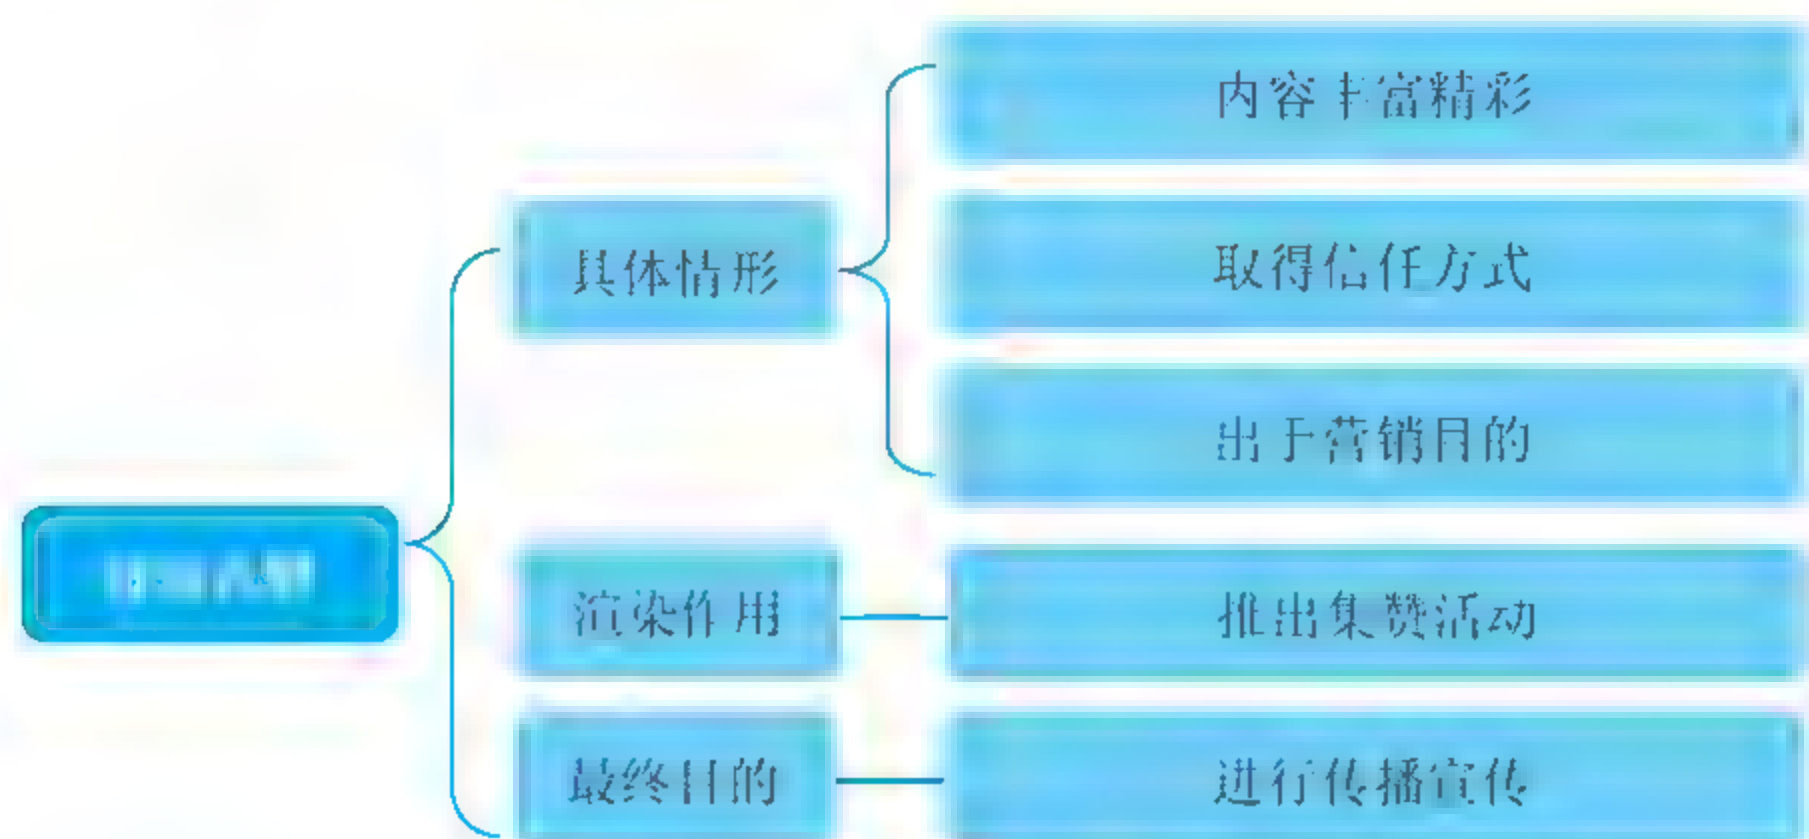 内容丰富精彩
具体情形
取得信任方式
出于营销目的
渲染作用
推出集赞活动
最终目的
进行传播宣传